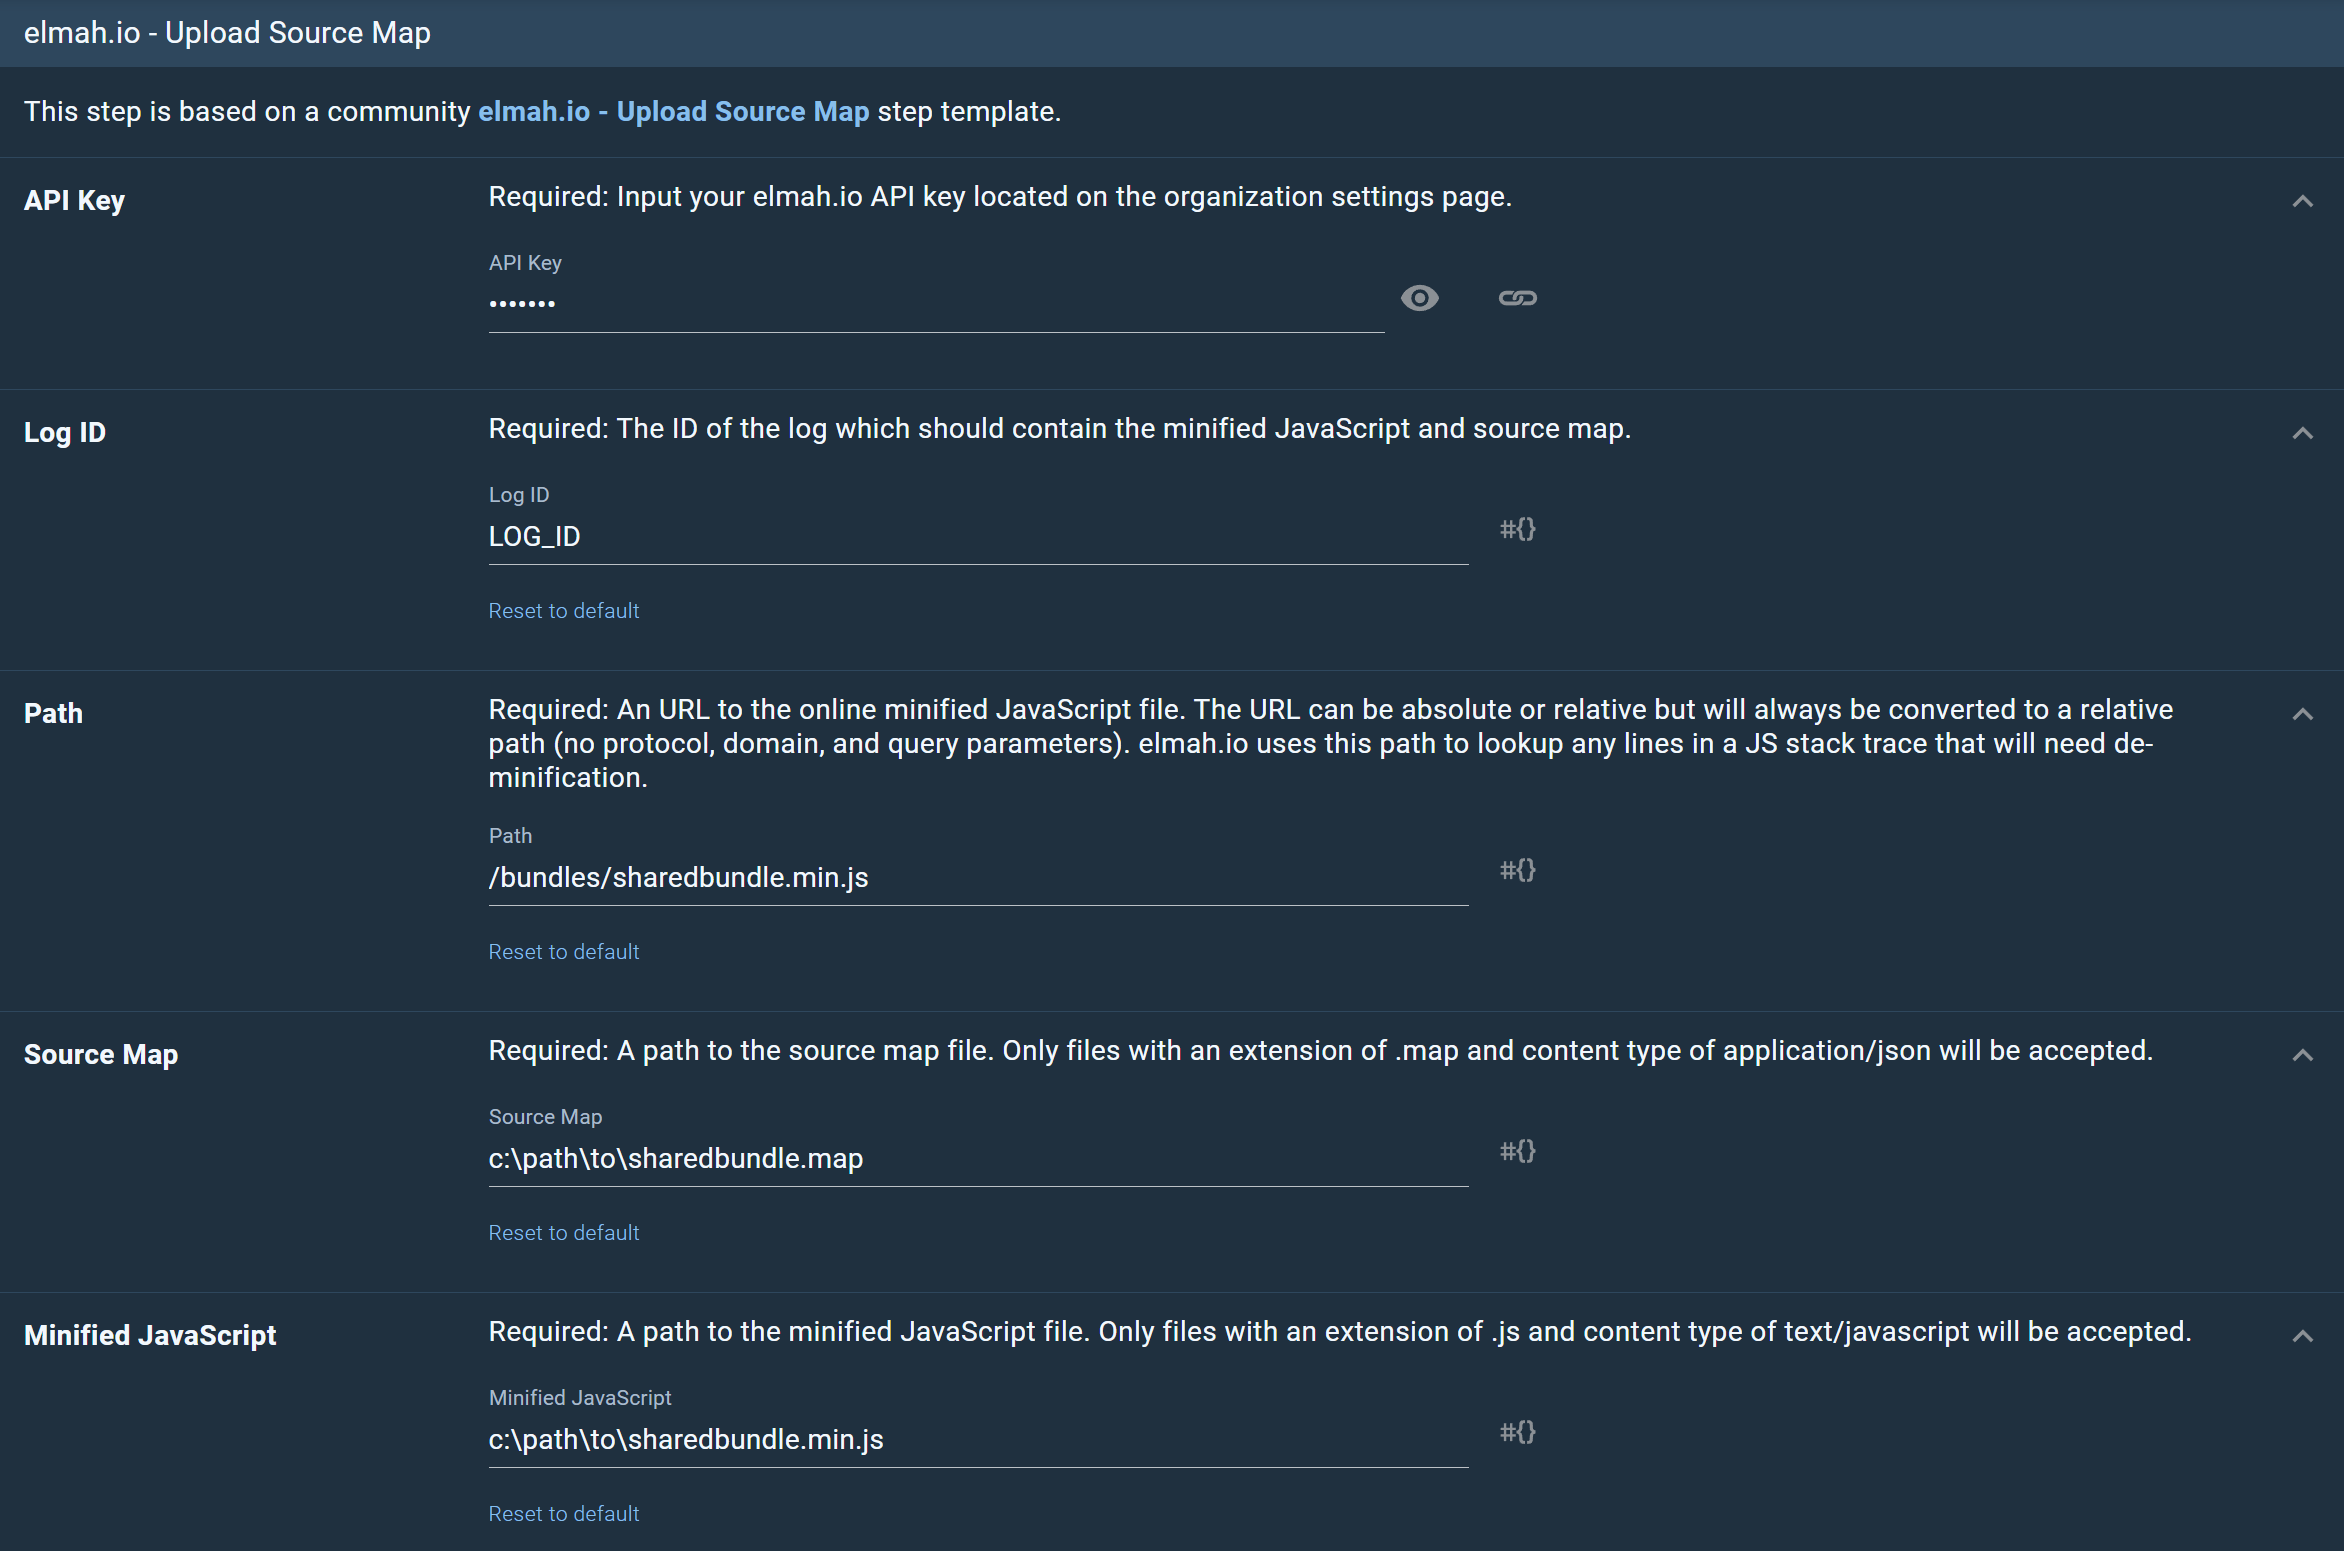 elmah.io - Upload Source Map
This step is based on a community elmah.io - Upload Source Map step template.
API Key
Required: Input your elmah.io API key located on the organization settings page.
API Key
•••••••
Log ID
Required: The ID of the log which should contain the minified JavaScript and source map.
Log ID
LOG_ID
#{}
Reset to default
Path
Required: An URL to the online minified JavaScript file. The URL can be absolute or relative but will always be converted to a relative
path (no protocol, domain, and query parameters). elmah.io uses this path to lookup any lines in a JS stack trace that will need de-
minification.
Path
/bundles/sharedbundle.min.js
#{}
Reset to default
Source Map
Required: A path to the source map file. Only files with an extension of .map and content type of application/json will be accepted.
Source Map
c:\path\to\sharedbundle.map
#{}
Reset to default
Minified JavaScript
Required: A path to the minified JavaScript file. Only files with an extension of .js and content type of text/javascript will be accepted.
Minified JavaScript
c:\path\to\sharedbundle.min.js
#{}
Reset to default